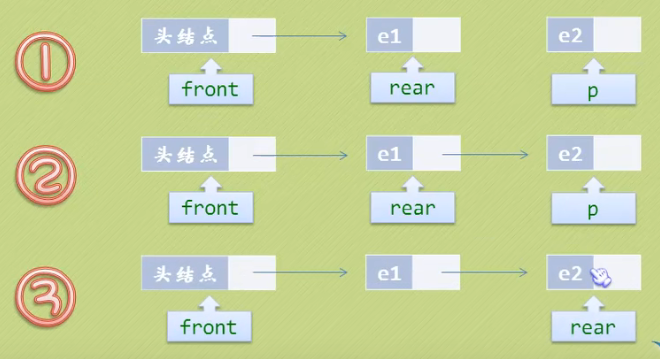 ① 头结点 e1 e2
front rear p
② 头结点 e1 e2
front rear p
③ 头结点 e1 e2
front rear